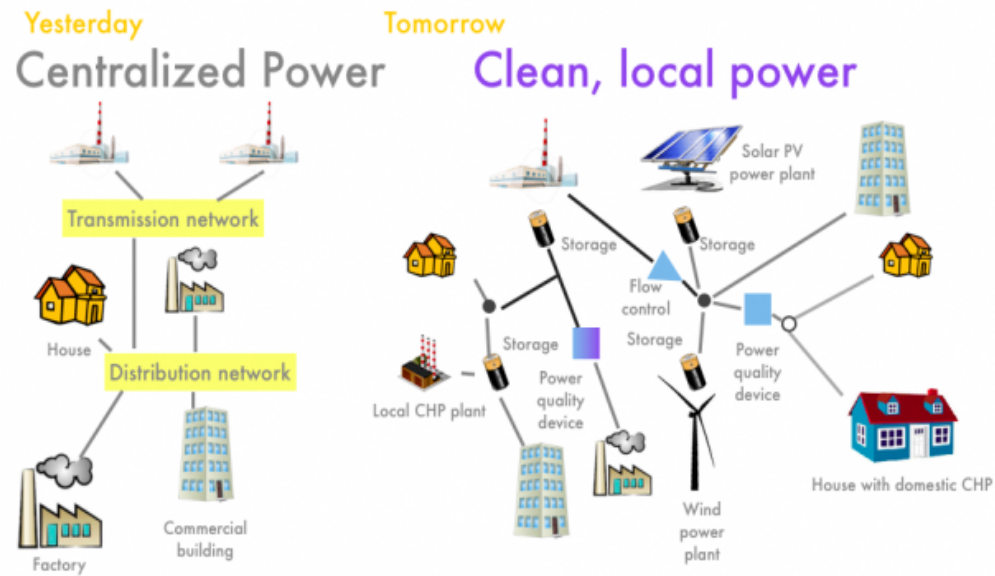 Yesterday
Centralized Power
Transmission network
House
Distribution network
Commercial
building
Factory
Tomorrow
Clean, local power
Solar PV
power plant
Storage
Storage
Flow
control
Storage
Storage
Power
quality
device
Power
quality
device
Local CHP plant
House with domestic CHP
Wind
power
plant